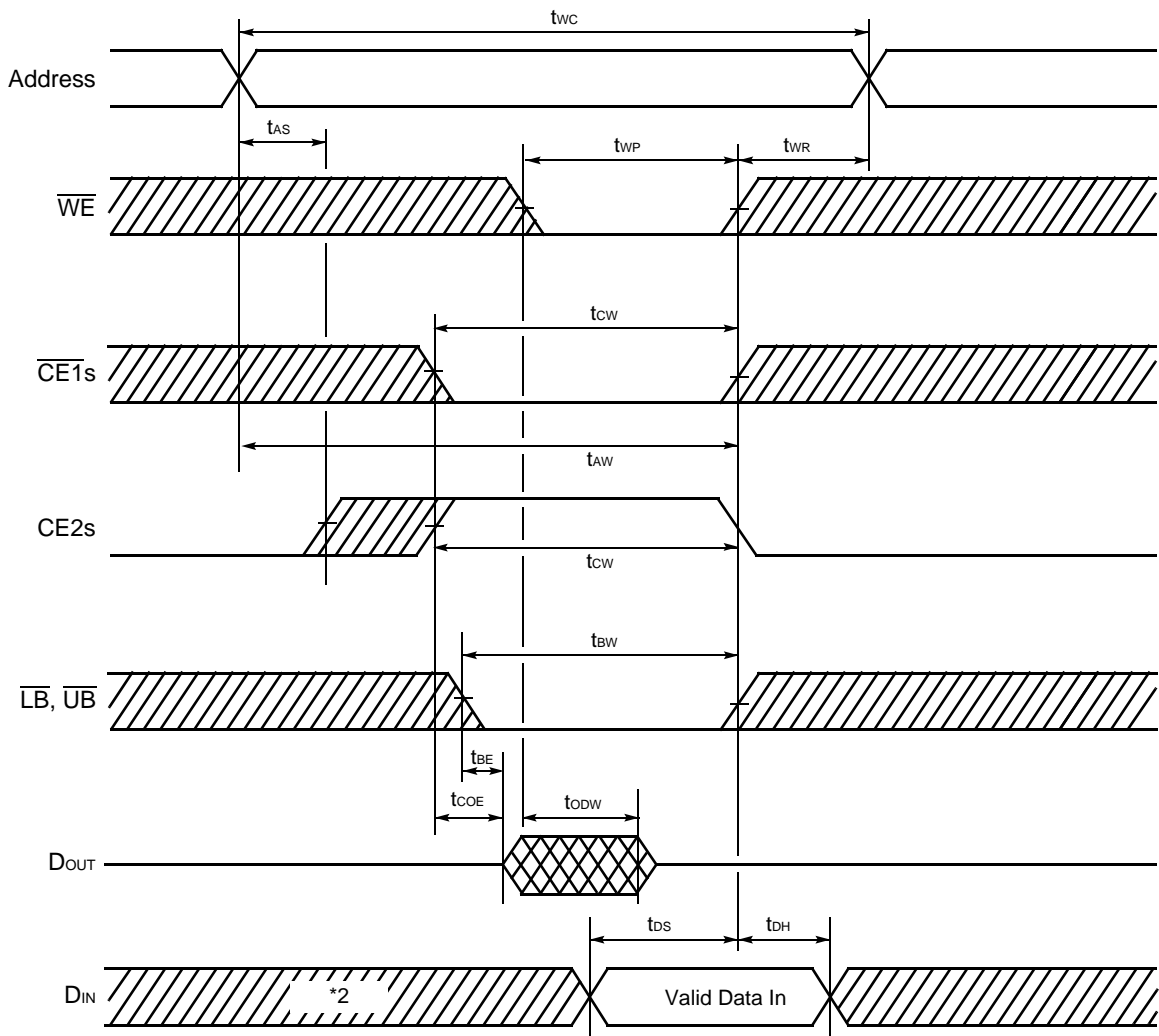 tWC
Address
tAS
tWP
tWR
WE
tCW
CE1s
tAW
CE2s
tCW
tBW
LB, UB
tBE
tCOE
tODW
DOUT
tDS
tDH
DIN
*2
Valid Data In